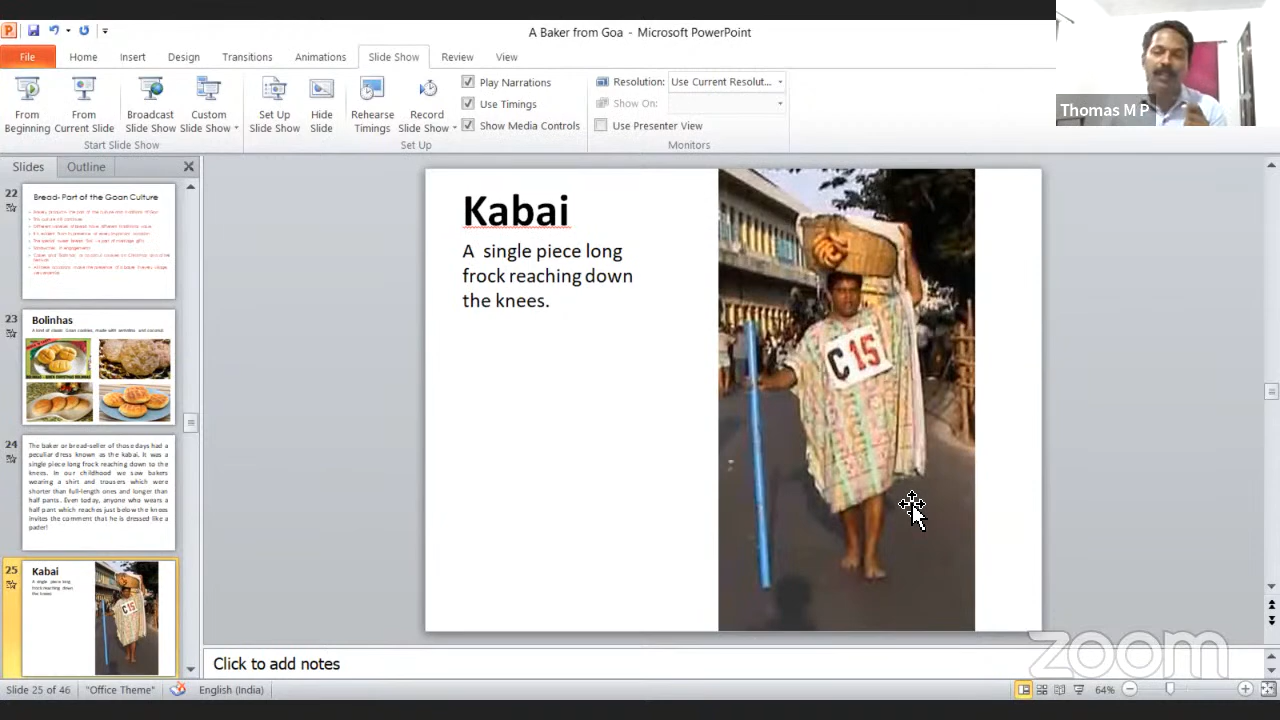 A Baker from Goa - Microsoft PowerPoint
File Home Insert Design Transitions Animations Slide Show Review View
From Beginning
From Current Slide
Broadcast Slide Show
Custom Slide Show
Set Up Slide Show
Hide Slide
Rehearse Timings
Record Slide Show
Play Narrations
Use Timings
Show Media Controls
Resolution: Use Current Resolut...
Show On:
Use Presenter View
Start Slide Show
Set Up
Monitors
Thomas M P
Slides Outline
22
Bread- Part of the Goan Culture
23
Bolinhas
24
The baker or bread-seller of those days had a
peculiar dress known as the kabai. It was a
single piece long frock reaching down to the
knees. In our childhood we saw bakers
wearing a shirt and trousers which were
shorter than full-length ones and longer than
half pants. Even today, anyone who wears a
half pant which reaches just below the knees
invites the comment that he is dressed like a
pader!
25
Kabai
A single piece long
frock reaching down
the knees.
Kabai
A single piece long
frock reaching down
the knees.
C 15
Click to add notes
zoom
Slide 25 of 46 "Office Theme" English (India) 64%